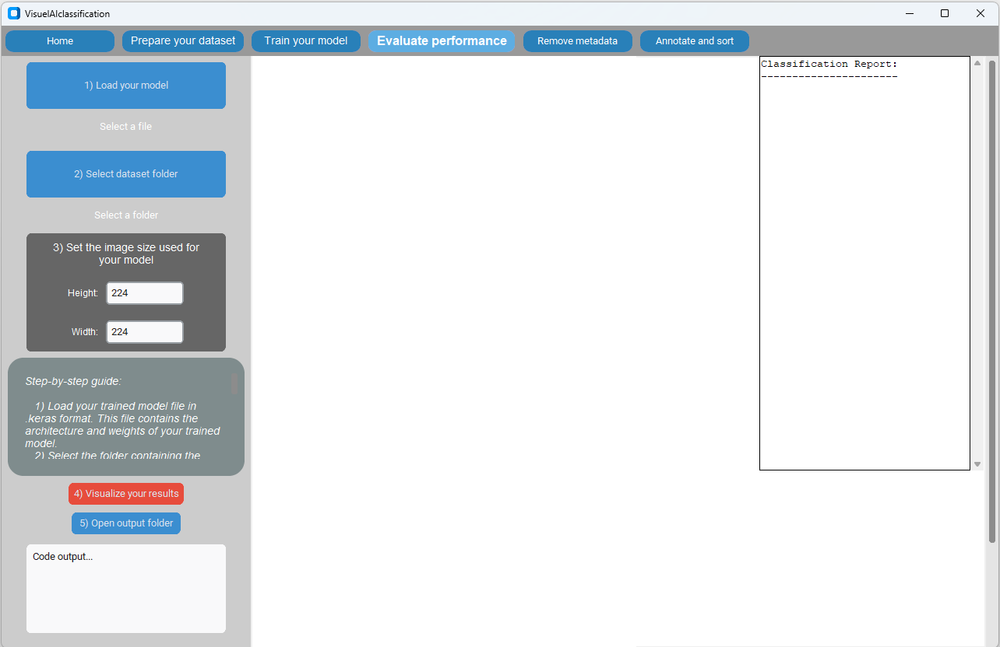 VisuelAIclassification
Home
Prepare your dataset
Train your model
Evaluate performance
Remove metadata
Annotate and sort
1) Load your model
Select a file
2) Select dataset folder
Select a folder
3) Set the image size used for
your model
Height:
224
Width:
224
Step-by-step guide:
1) Load your trained model file in
.keras format. This file contains the
architecture and weights of your trained
model.
2) Select the folder containing the
4) Visualize your results
5) Open output folder
Code output...
Classification Report:
----------------------